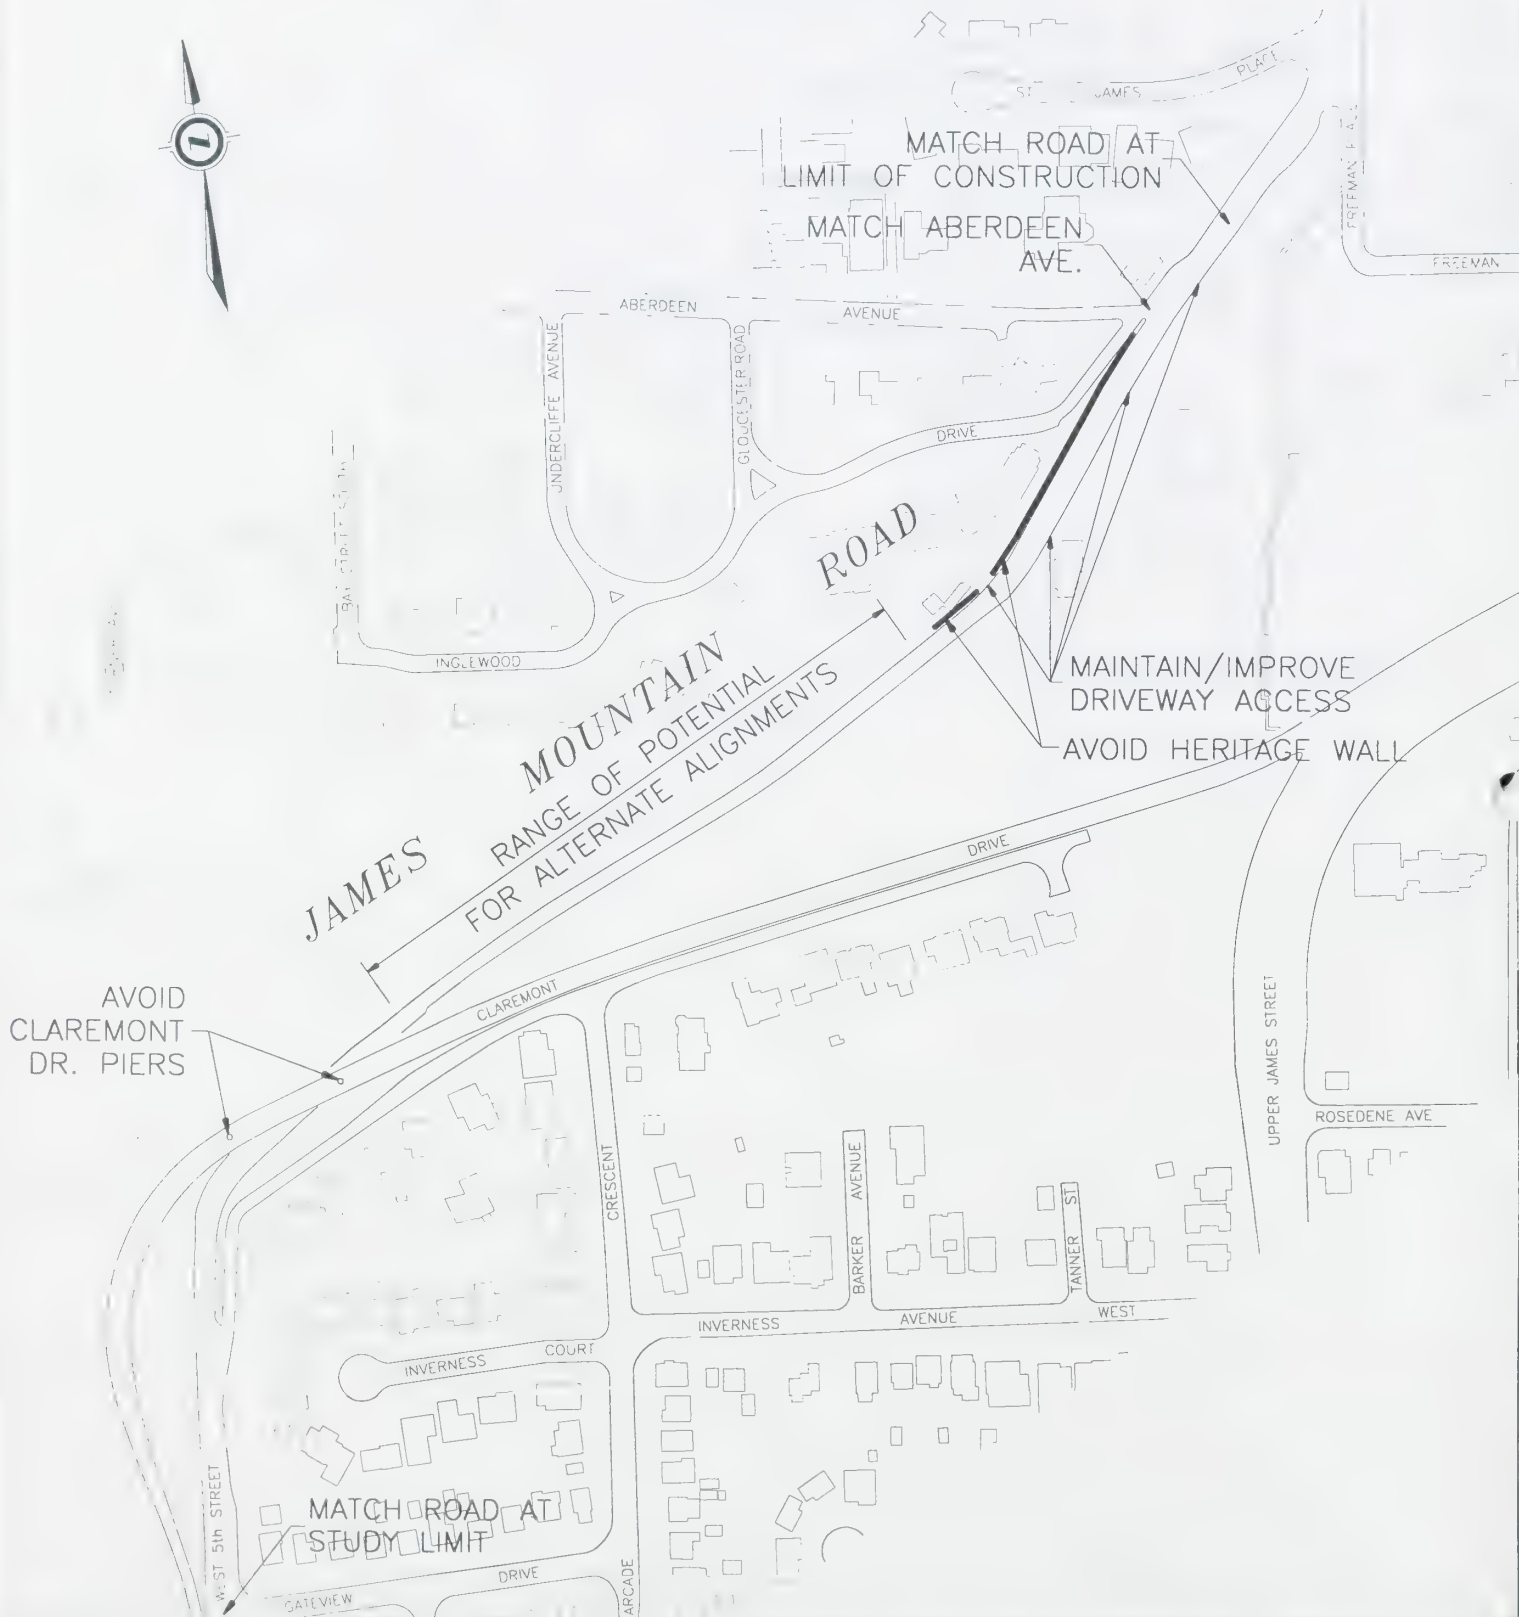 ST. JAMES PLACE
MATCH ROAD AT
LIMIT OF CONSTRUCTION
MATCH ABERDEEN
AVE.
FREEMAN
FREEMAN
ABERDEEN AVENUE
UNDERCLIFFE AVENUE
GLOUCESTER ROAD
DRIVE
INGLEWOOD
JAMES MOUNTAIN ROAD
RANGE OF POTENTIAL
FOR ALTERNATE ALIGNMENTS
MAINTAIN/IMPROVE
DRIVEWAY ACCESS
AVOID HERITAGE WALL
CLAREMONT DRIVE
AVOID
CLAREMONT
DR. PIERS
UPPER JAMES STREET
ROSEDENE AVE
CRESCENT
BARKER AVENUE
TANNER ST
INVERNESS AVENUE WEST
INVERNESS COURT
WEST 5th STREET
MATCH ROAD AT
STUDY LIMIT
GATEVIEW DRIVE
ARCADE